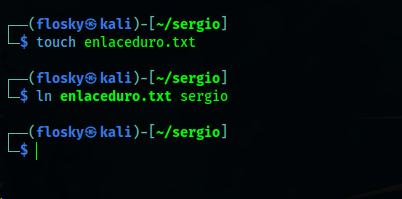 ┌──(flosky㉿kali)-[~/sergio]
└─$ touch enlaceduro.txt
┌──(flosky㉿kali)-[~/sergio]
└─$ ln enlaceduro.txt sergio
┌──(flosky㉿kali)-[~/sergio]
└─$